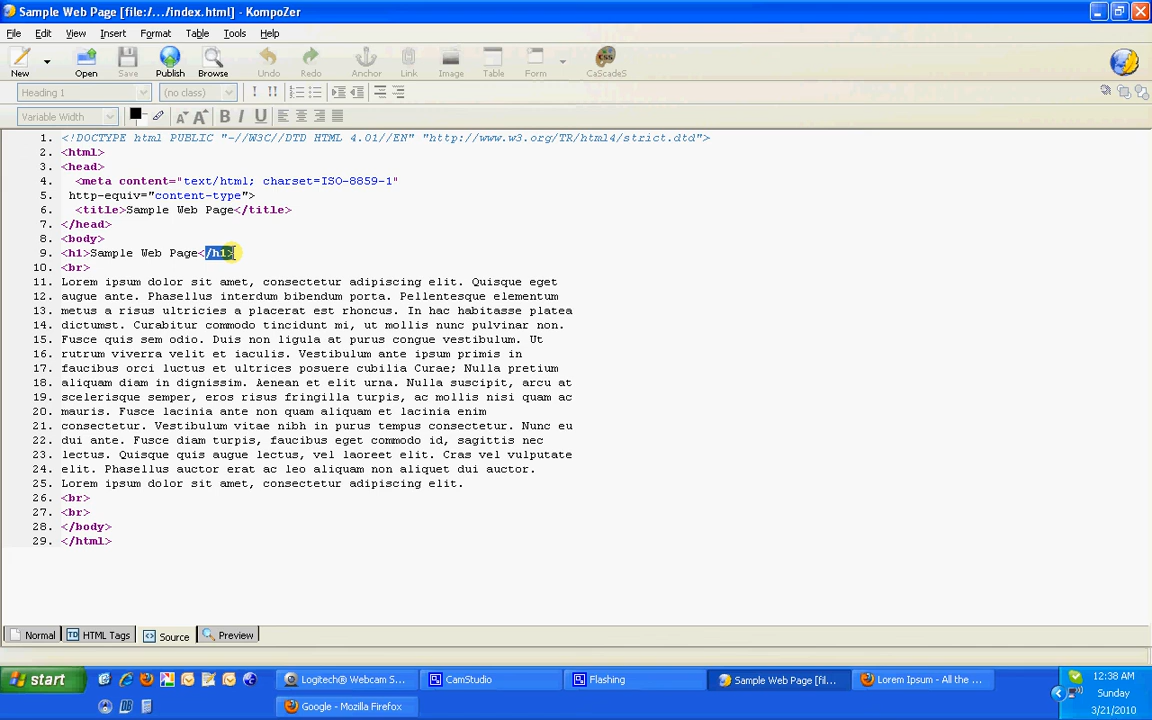 Sample Web Page [file:/.../index.html] - KompoZer
File Edit View Insert Format Table Tools Help
New Open Save Publish Browse Undo Redo Anchor Link Image Table Form CaScadeS
Heading 1 (no class) ! !!
Variable Width B I U
1. <!DOCTYPE html PUBLIC "-//W3C//DTD HTML 4.01//EN" "http://www.w3.org/TR/html4/strict.dtd">
2. <html>
3. <head>
4. <meta content="text/html; charset=ISO-8859-1"
5. http-equiv="content-type">
6. <title>Sample Web Page</title>
7. </head>
8. <body>
9. <h1>Sample Web Page</h1>
10. <br>
11. Lorem ipsum dolor sit amet, consectetur adipiscing elit. Quisque eget
12. augue ante. Phasellus interdum bibendum porta. Pellentesque elementum
13. metus a risus ultricies a placerat est rhoncus. In hac habitasse platea
14. dictumst. Curabitur commodo tincidunt mi, ut mollis nunc pulvinar non.
15. Fusce quis sem odio. Duis non ligula at purus congue vestibulum. Ut
16. rutrum viverra velit et iaculis. Vestibulum ante ipsum primis in
17. faucibus orci luctus et ultrices posuere cubilia Curae; Nulla pretium
18. aliquam diam in dignissim. Aenean et elit urna. Nulla suscipit, arcu at
19. scelerisque semper, eros risus fringilla turpis, ac mollis nisi quam ac
20. mauris. Fusce lacinia ante non quam aliquam et lacinia enim
21. consectetur. Vestibulum vitae nibh in purus tempus consectetur. Nunc eu
22. dui ante. Fusce diam turpis, faucibus eget commodo id, sagittis nec
23. lectus. Quisque quis augue lectus, vel laoreet elit. Cras vel vulputate
24. elit. Phasellus auctor erat ac leo aliquam non aliquet dui auctor.
25. Lorem ipsum dolor sit amet, consectetur adipiscing elit.
26. <br>
27. <br>
28. </body>
29. </html>
Normal TD HTML Tags <> Source Preview
start Logitech® Webcam S... CamStudio Flashing Sample Web Page [fil... Lorem Ipsum - All the ... 12:38 AM
Sunday
Google - Mozilla Firefox 3/21/2010